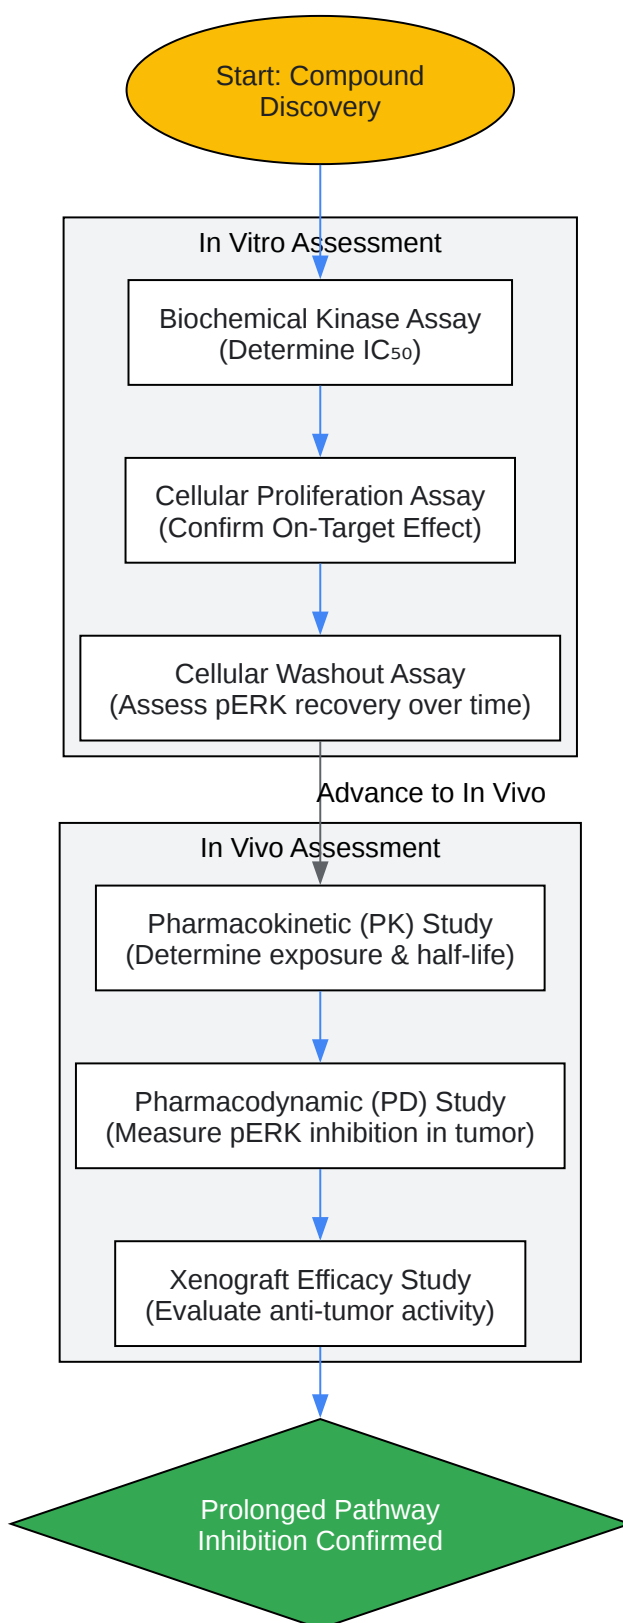 Start: Compound
Discovery
In Vitro Assessment
Biochemical Kinase Assay
(Determine IC₅₀)
Cellular Proliferation Assay
(Confirm On-Target Effect)
Cellular Washout Assay
(Assess pERK recovery over time)
Advance to In Vivo
In Vivo Assessment
Pharmacokinetic (PK) Study
(Determine exposure & half-life)
Pharmacodynamic (PD) Study
(Measure pERK inhibition in tumor)
Xenograft Efficacy Study
(Evaluate anti-tumor activity)
Prolonged Pathway
Inhibition Confirmed